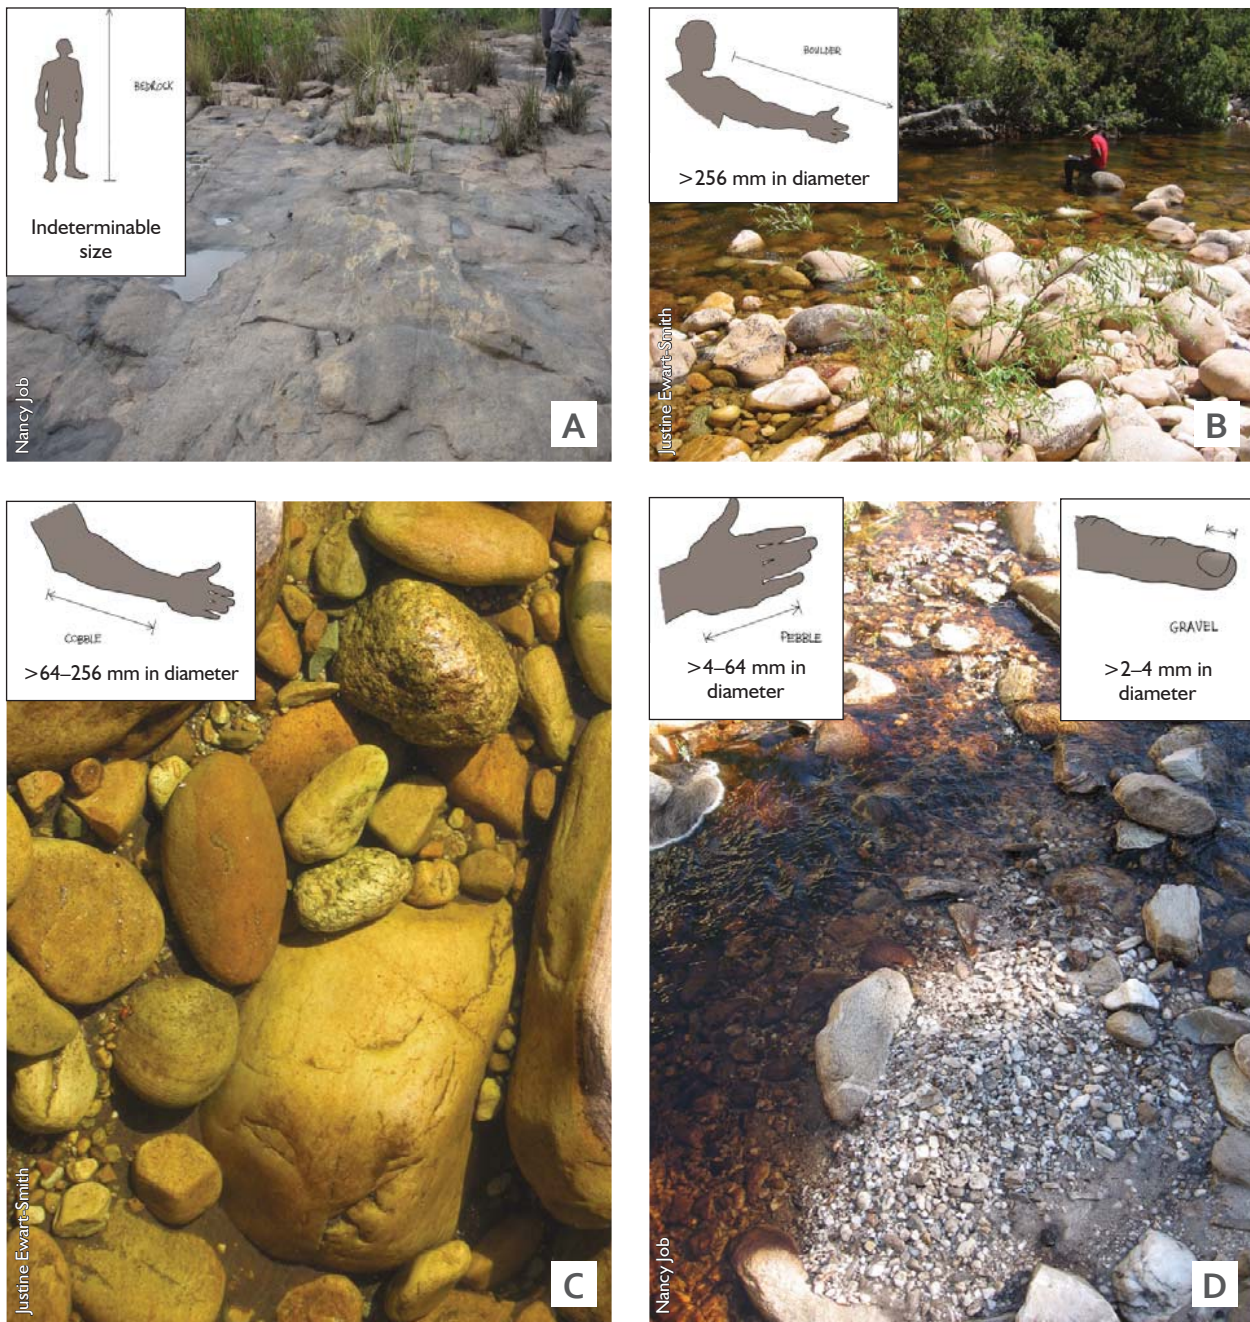 BEDROCK
Indeterminable
size
Nancy Job
A
BOULDER
>256 mm in diameter
Justine Ewart-Smith
B
COBBLE
>64–256 mm in diameter
Justine Ewart-Smith
C
PEBBLE
>4–64 mm in
diameter
GRAVEL
>2–4 mm in
diameter
Nancy Job
D